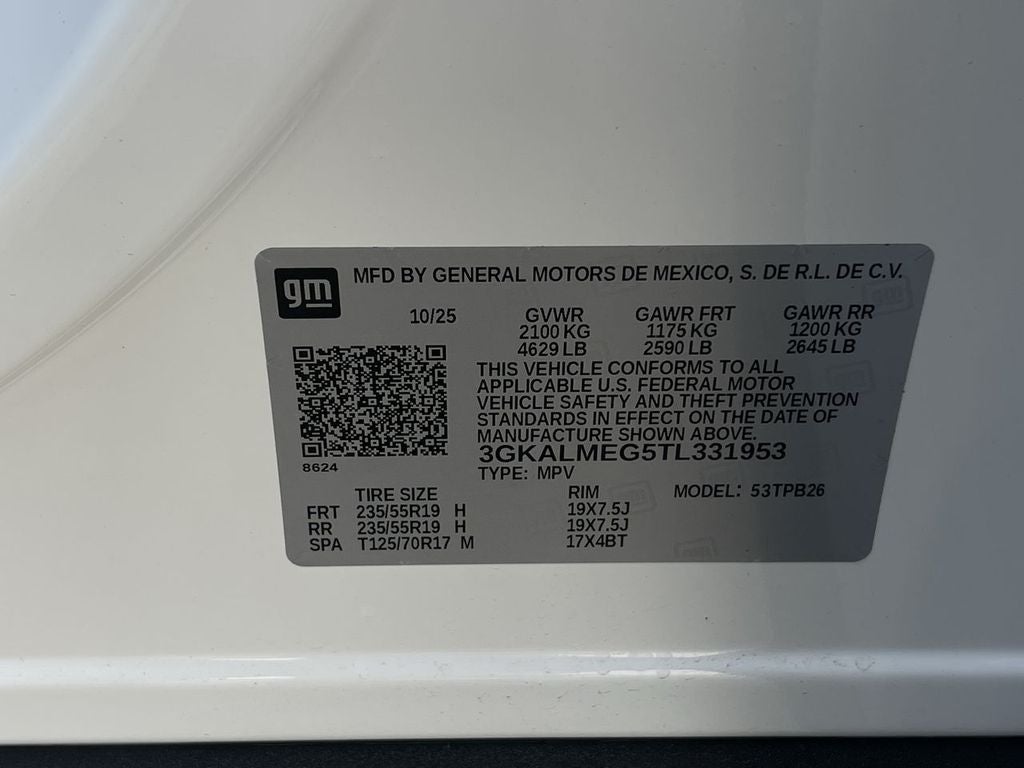 gm
MFD BY GENERAL MOTORS DE MEXICO, S. DE R.L. DE C.V.
10/25 GVWR GAWR FRT GAWR RR
2100 KG 1175 KG 1200 KG
4629 LB 2590 LB 2645 LB
THIS VEHICLE CONFORMS TO ALL
APPLICABLE U.S. FEDERAL MOTOR
VEHICLE SAFETY AND THEFT PREVENTION
STANDARDS IN EFFECT ON THE DATE OF
MANUFACTURE SHOWN ABOVE.
3GKALMEG5TL331953
8624
TYPE: MPV
TIRE SIZE RIM MODEL: 53TPB26
FRT 235/55R19 H 19X7.5J
RR 235/55R19 H 19X7.5J
SPA T125/70R17 M 17X4BT